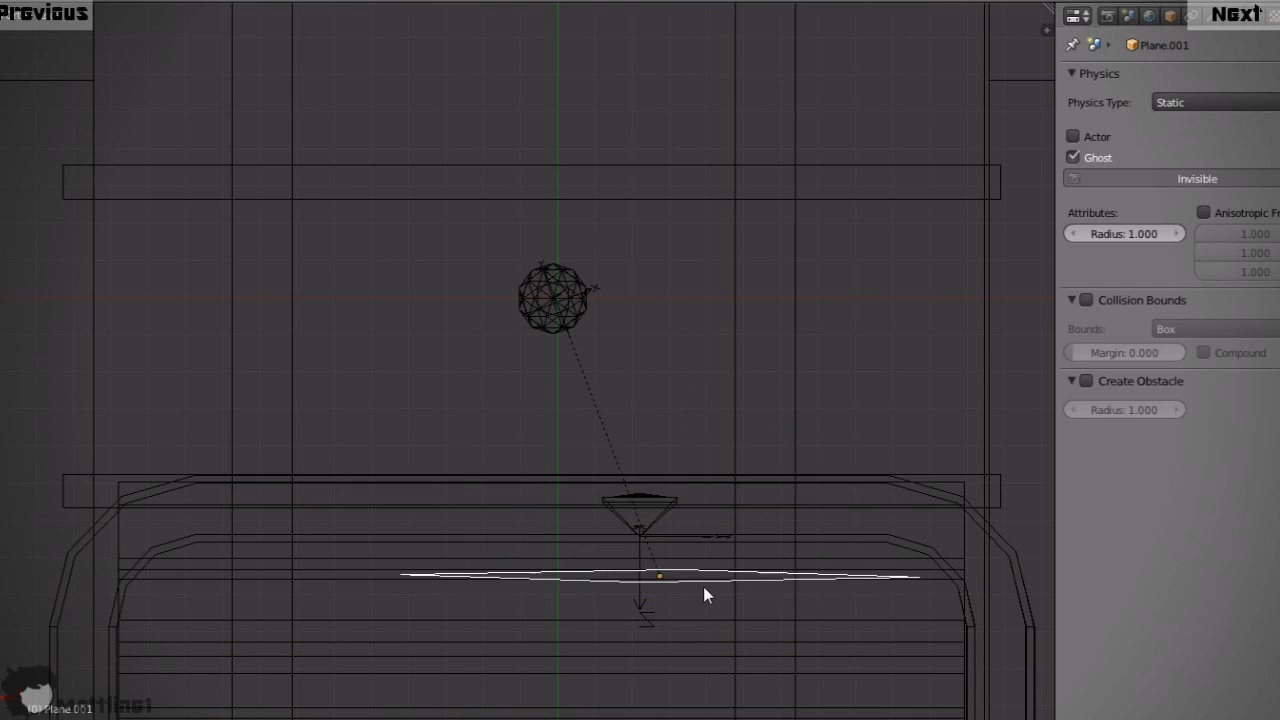 Previous
Next
Plane.001
Physics
Physics Type: Static
Actor
Ghost
Invisible
Attributes:
Anisotropic Fr
Radius: 1.000
1.000
1.000
1.000
Collision Bounds
Bounds: Box
Margin: 0.000
Compound
Create Obstacle
Radius: 1.000
(0) Plane.001